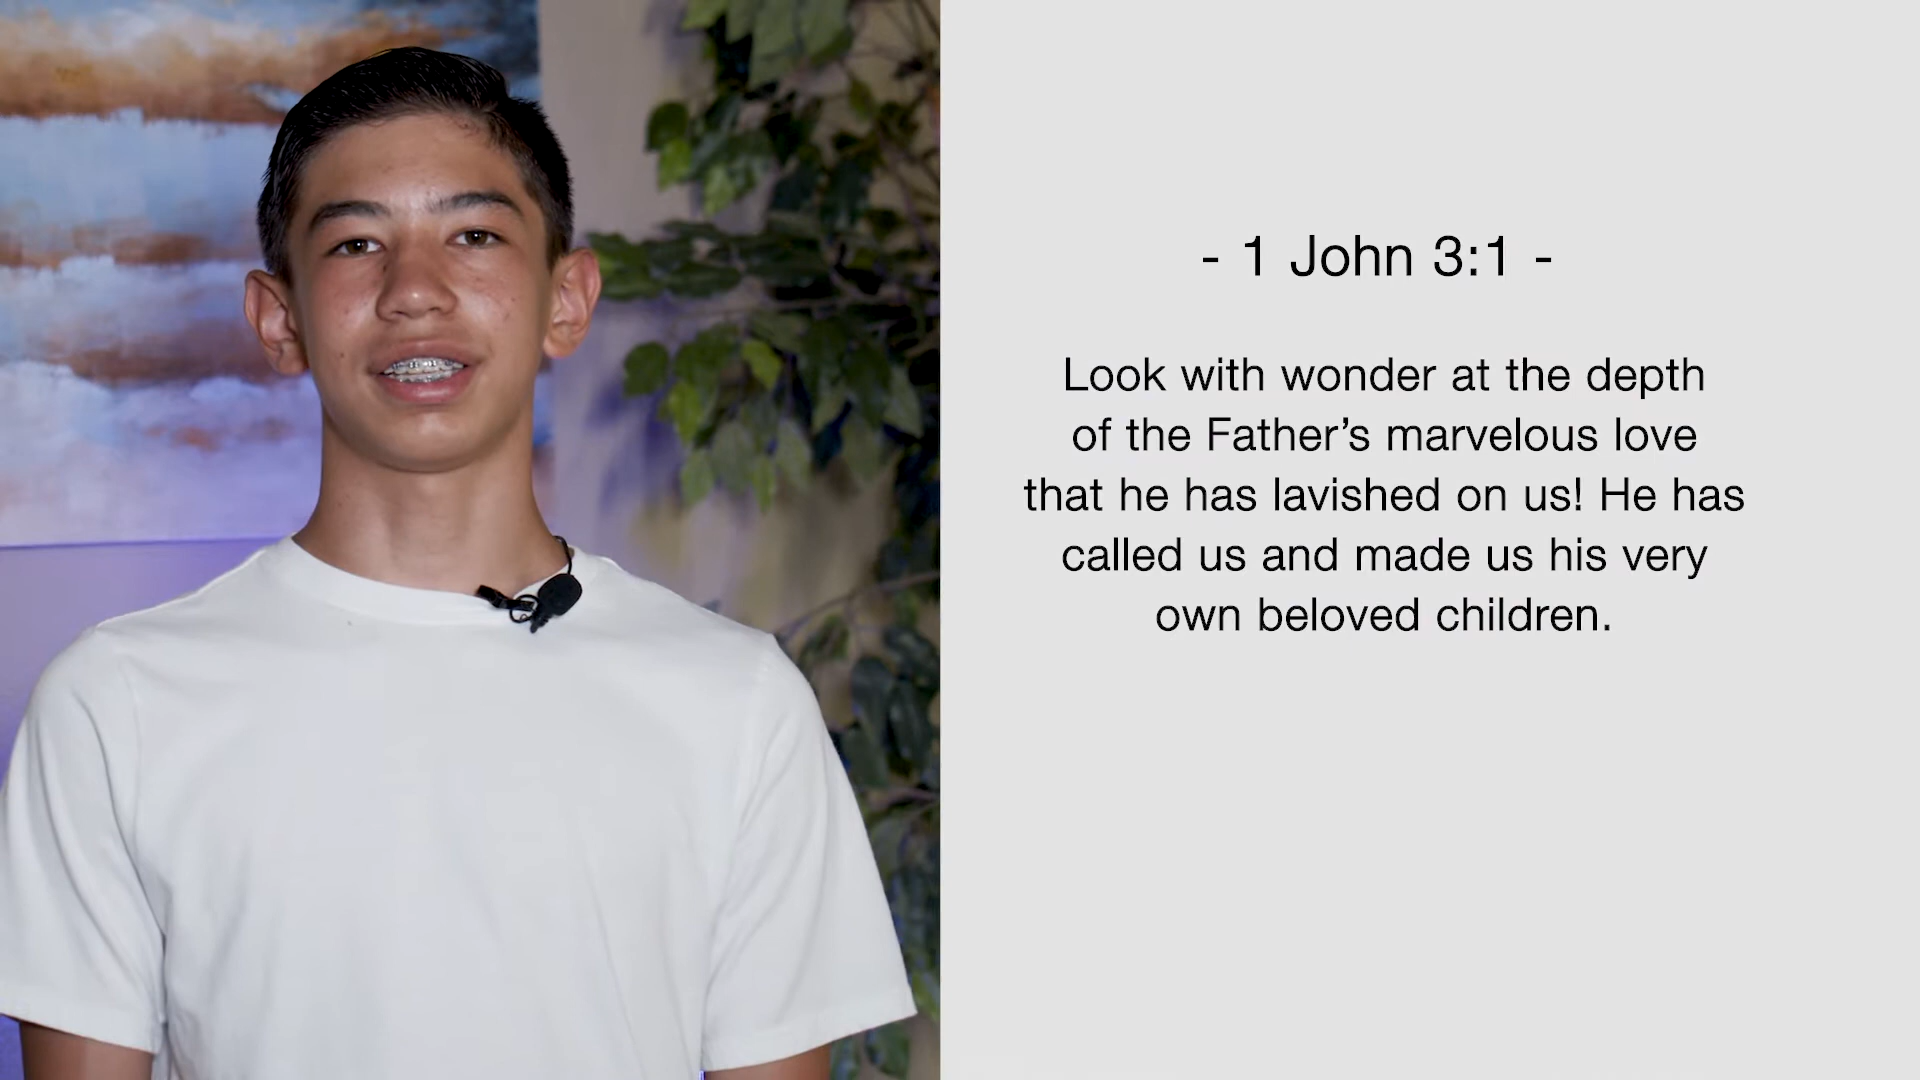 - 1 John 3:1 -
Look with wonder at the depth
of the Father’s marvelous love
that he has lavished on us! He has
called us and made us his very
own beloved children.